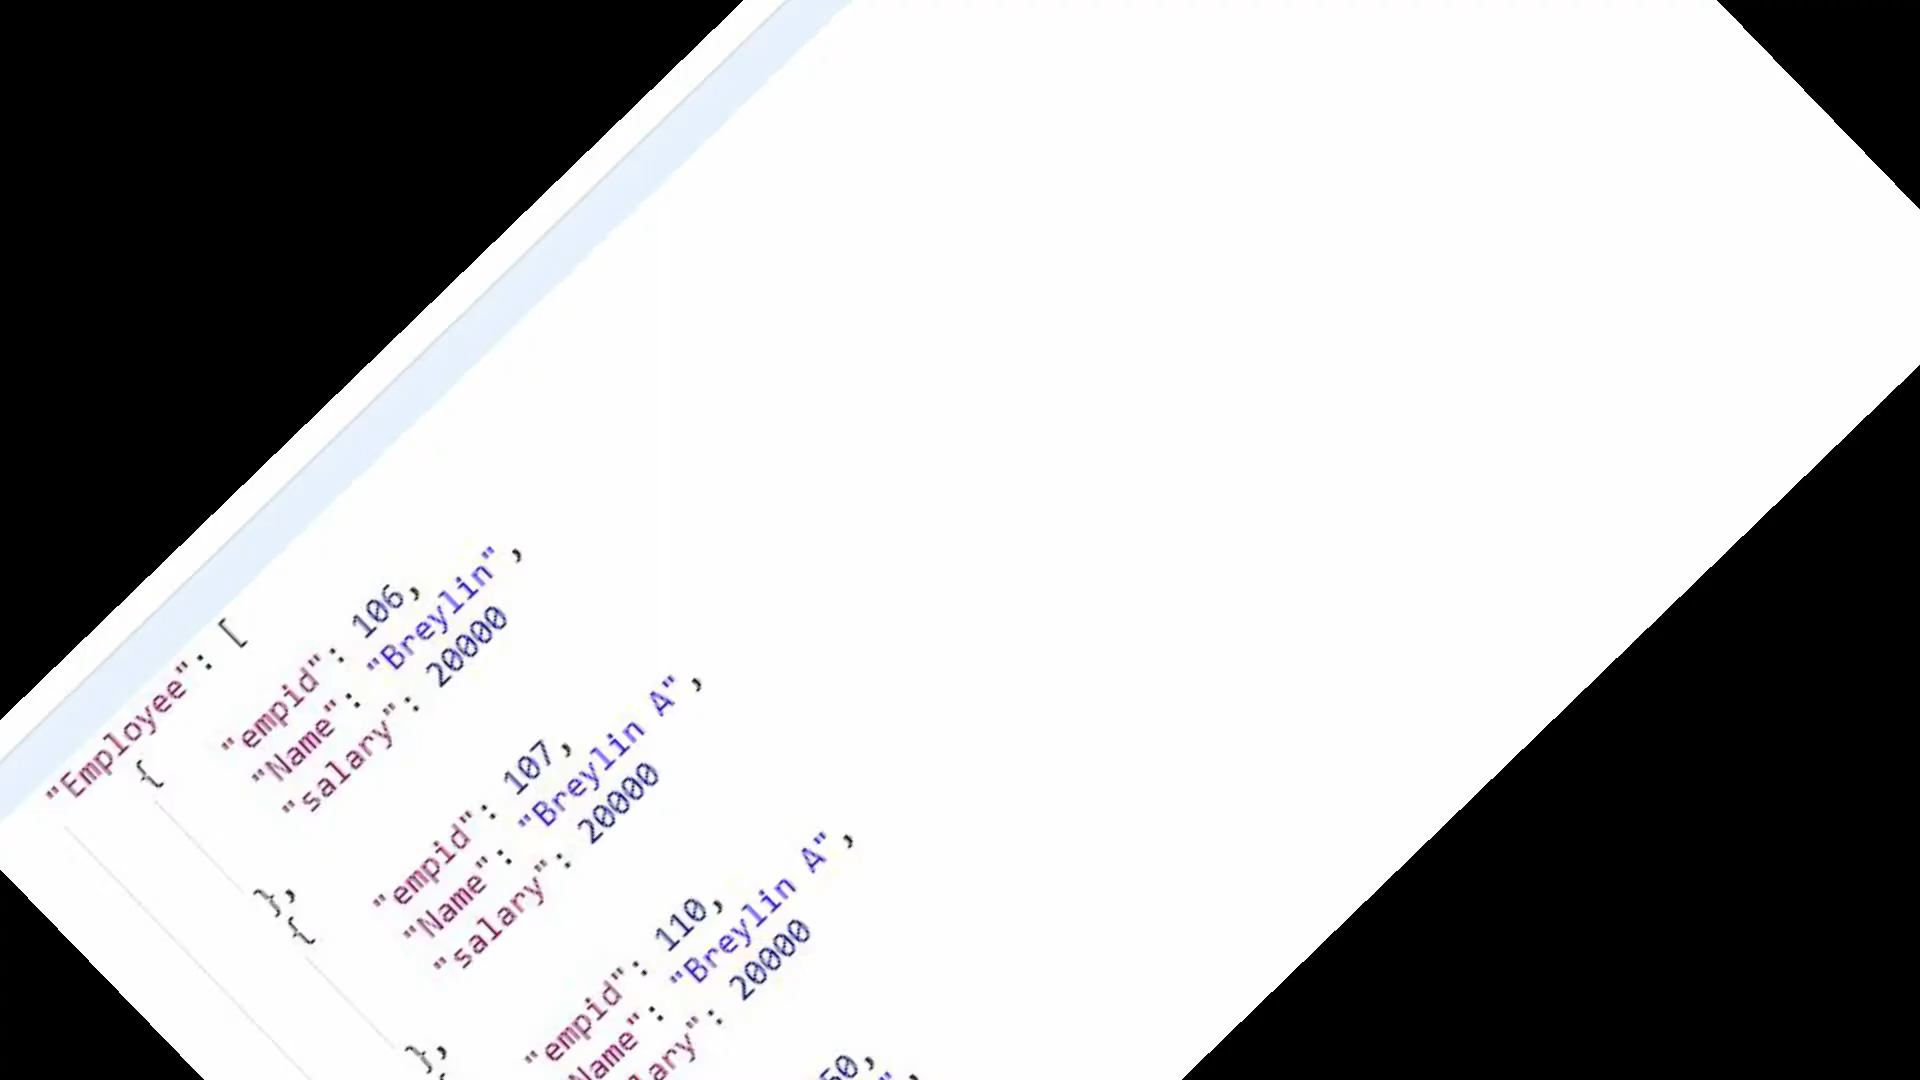 "Employee": [
{
"empid": 106,
"Name": "Breylin",
"salary": 20000
},
{
"empid": 107,
"Name": "Breylin A",
"salary": 20000
},
{
"empid": 110,
"Name": "Breylin A",
"salary": 20000